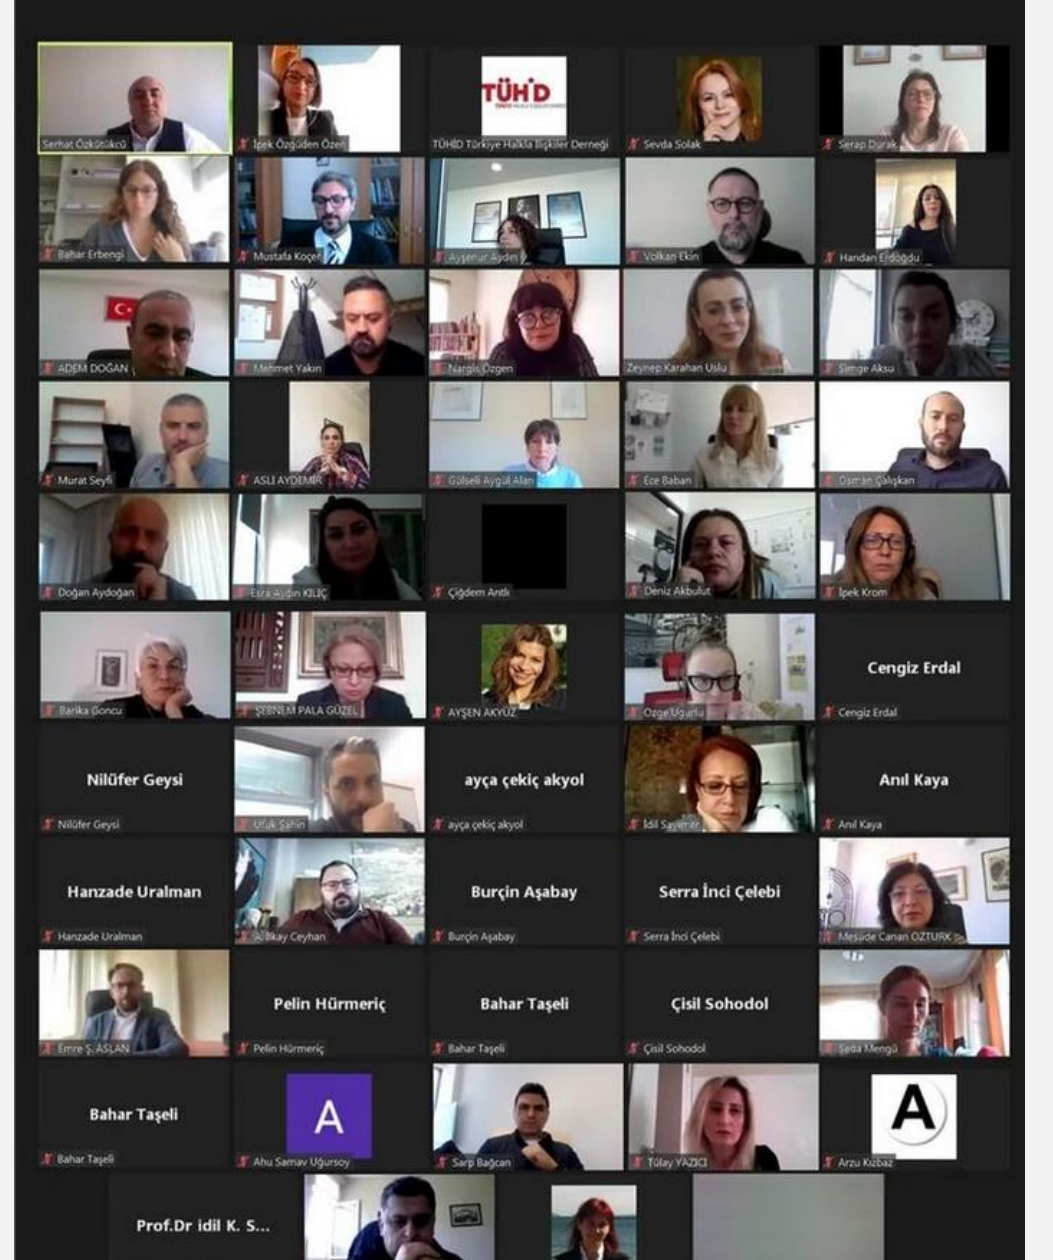 Serhat Özkütükcü
İpek Özgüden Özen
TÜHİD
TÜHİD Türkiye Halkla İlişkiler Derneği
Sevda Solak
Serap Durak
Bahar Erbengi
Mustafa Koçer
Ayşenur Aydın
Volkan Ekin
Handan Erdoğdu
ADEM DOĞAN
Mehmet Yakın
Nargis Özgen
Zeynep Karahan Uslu
Simge Aksu
Murat Seyfi
ASLI AYDEMİR
Gülseli Aygül Alan
Ece Baban
Osman Çalışkan
Doğan Aydoğan
Esra Aydın KILIÇ
Çiğdem Antli
Deniz Akbulut
İpek Krom
Barika Goncu
ŞEBNEM PALA GÜZEL
AYŞEN AKYÜZ
Özge Uğurlu
Cengiz Erdal
Cengiz Erdal
Nilüfer Geysi
Nilüfer Geysi
Ufuk Şahin
ayça çekiç akyol
ayça çekiç akyol
İdil Sayımer
Anıl Kaya
Anıl Kaya
Hanzade Uralman
Hanzade Uralman
A. İlkay Ceyhan
Burçin Aşabay
Burçin Aşabay
Serra İnci Çelebi
Serra İnci Çelebi
Mesude Canan OZTURK
Emre Ş. ASLAN
Pelin Hürmeriç
Pelin Hürmeriç
Bahar Taşeli
Bahar Taşeli
Çisil Sohodol
Çisil Sohodol
Seda Mengü
Bahar Taşeli
Bahar Taşeli
A
Ahu Samav Uğursoy
Sarp Bağcan
Tülay YAZICI
A
Arzu Kızbaz
Prof.Dr idil K. S...